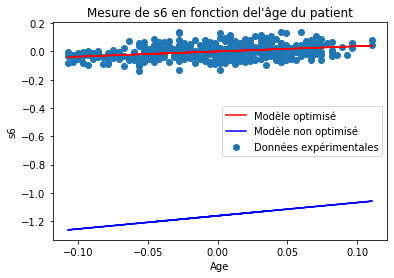 Mesure de s6 en fonction del'âge du patient
0.2
0.0
−0.2
−0.4
−0.6
−0.8
−1.0
−1.2
s6
Modèle optimisé
Modèle non optimisé
Données expérimentales
−0.10
−0.05
0.00
0.05
0.10
Age